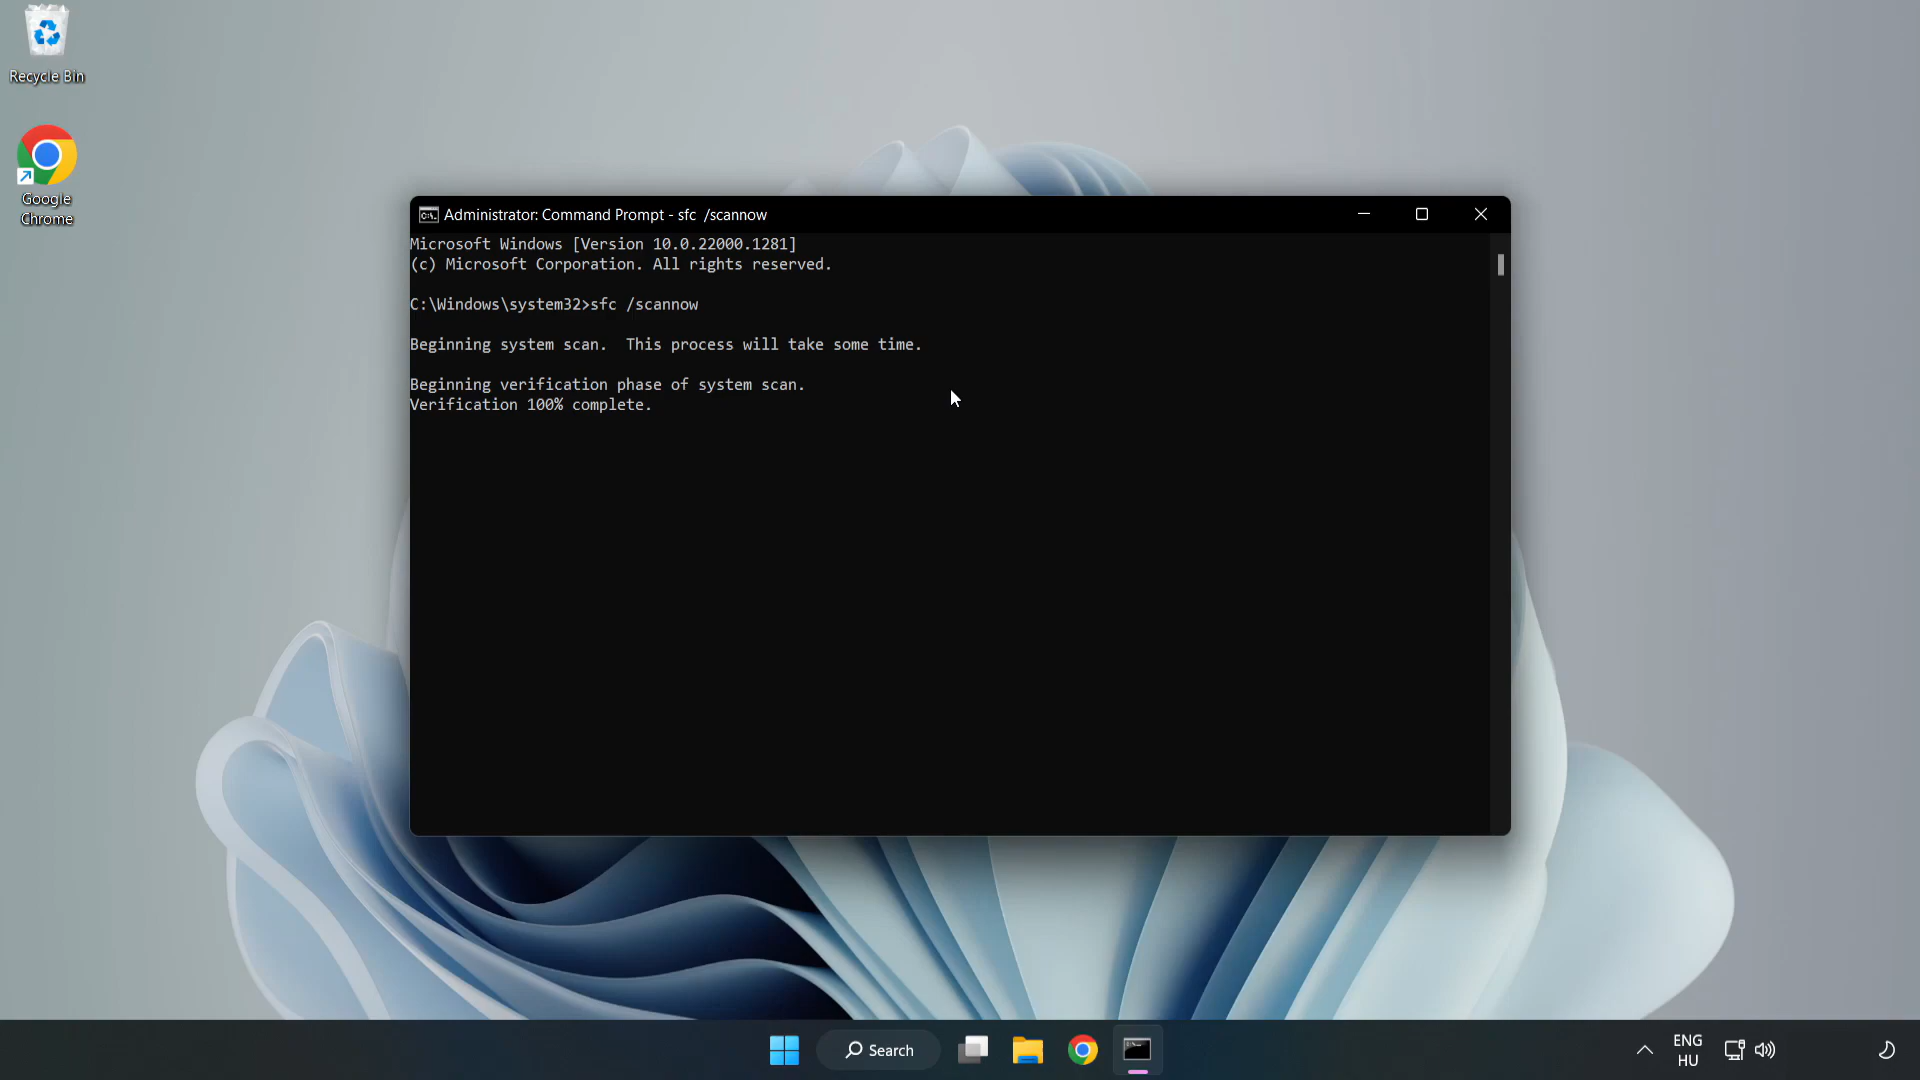 Recycle Bin
Google
Chrome
Administrator: Command Prompt - sfc  /scannow
Microsoft Windows [Version 10.0.22000.1281]
(c) Microsoft Corporation. All rights reserved.
C:\Windows\system32>sfc /scannow
Beginning system scan.  This process will take some time.
Beginning verification phase of system scan.
Verification 100% complete.
Search
ENG
HU